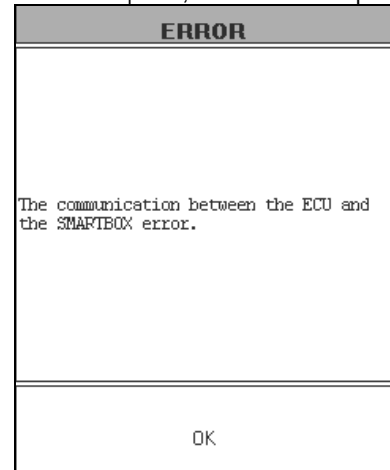 ERROR
The communication between the ECU and
the SMARTBOX error.
OK